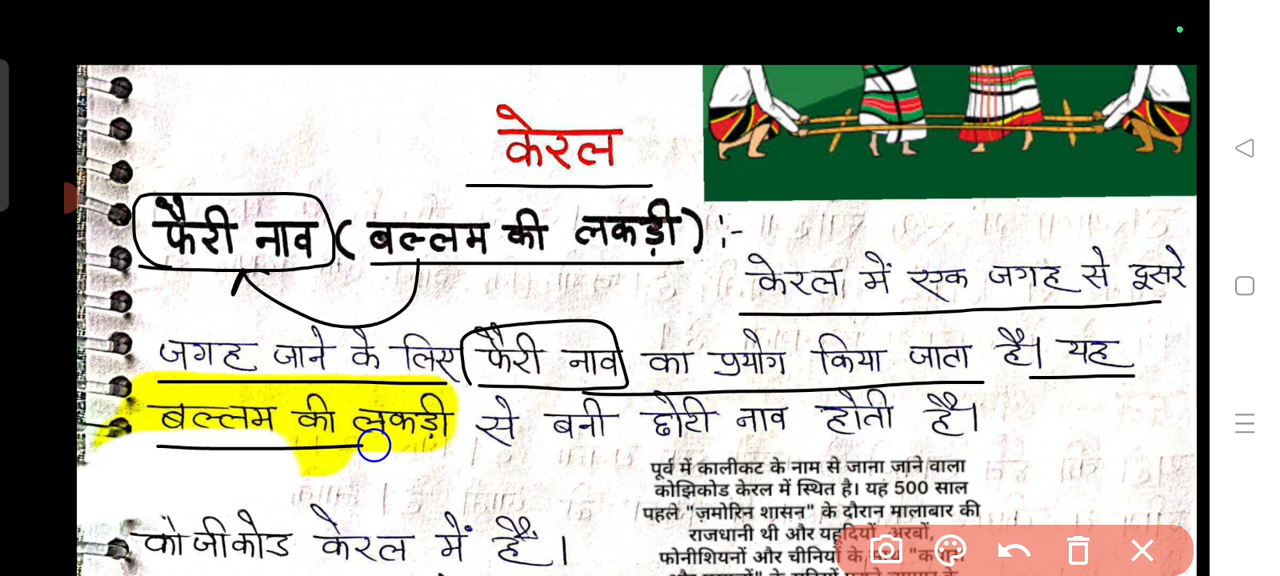 केरल
फैरी नाव (बल्लम की लकड़ी) :-
केरल में एक जगह से दूसरे
जगह जाने के लिए फैरी नाव का प्रयोग किया जाता है। यह
बल्लम की लकड़ी से बनी छोटी नाव होती है।
पूर्व में कालीकट के नाम से जाना जाने वाला
कोझिकोड केरल में स्थित है। यह 500 साल
पहले "ज़मोरिन शासन" के दौरान मालाबार की
राजधानी थी और यहूदियों, अरबों,
फोनीशियनों और चीनियों के
कोजीकोड केरल में है।